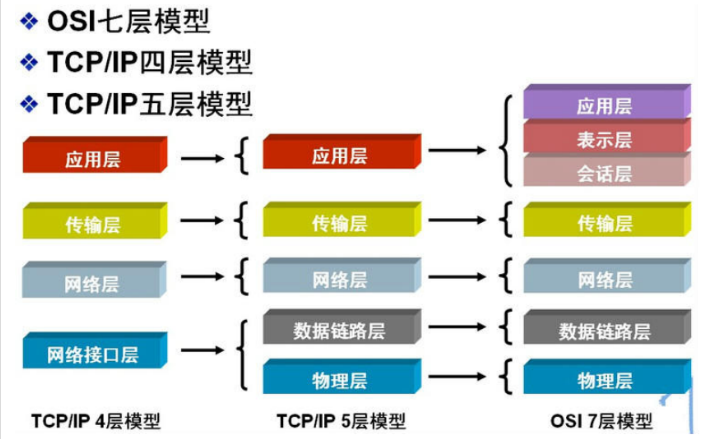 OSI七层模型
TCP/IP四层模型
TCP/IP五层模型
应用层
传输层
网络层
网络接口层
TCP/IP 4层模型
应用层
传输层
网络层
数据链路层
物理层
TCP/IP 5层模型
应用层
表示层
会话层
传输层
网络层
数据链路层
物理层
OSI 7层模型